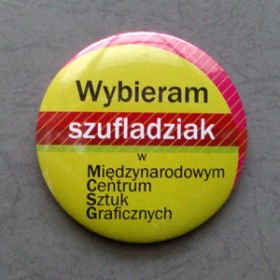 Wybieram
szufladziak
w
Międzynarodowym
Centrum
Sztuk
Graficznych